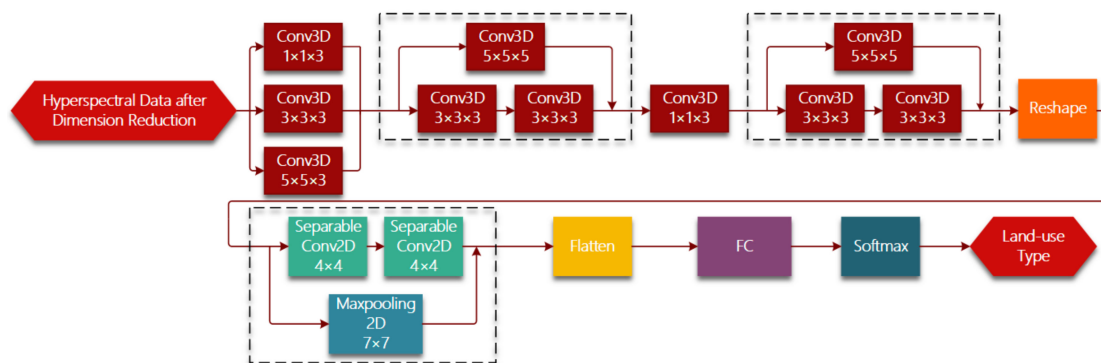 Hyperspectral Data after
Dimension Reduction
Conv3D
1×1×3
Conv3D
3×3×3
Conv3D
5×5×3
Conv3D
5×5×5
Conv3D
3×3×3
Conv3D
3×3×3
Conv3D
1×1×3
Conv3D
5×5×5
Conv3D
3×3×3
Conv3D
3×3×3
Reshape
Separable
Conv2D
4×4
Separable
Conv2D
4×4
Maxpooling
2D
7×7
Flatten
FC
Softmax
Land-use
Type